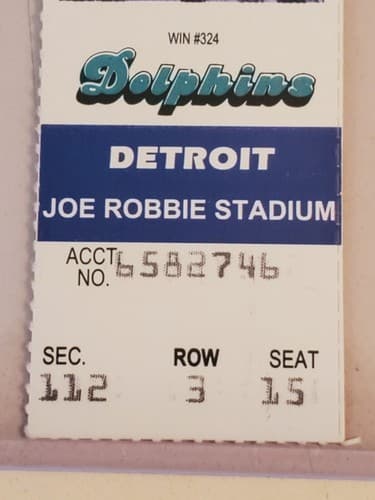 WIN #324
Dolphins
DETROIT
JOE ROBBIE STADIUM
ACCT. NO. 6582746
SEC. ROW SEAT
112 3 15